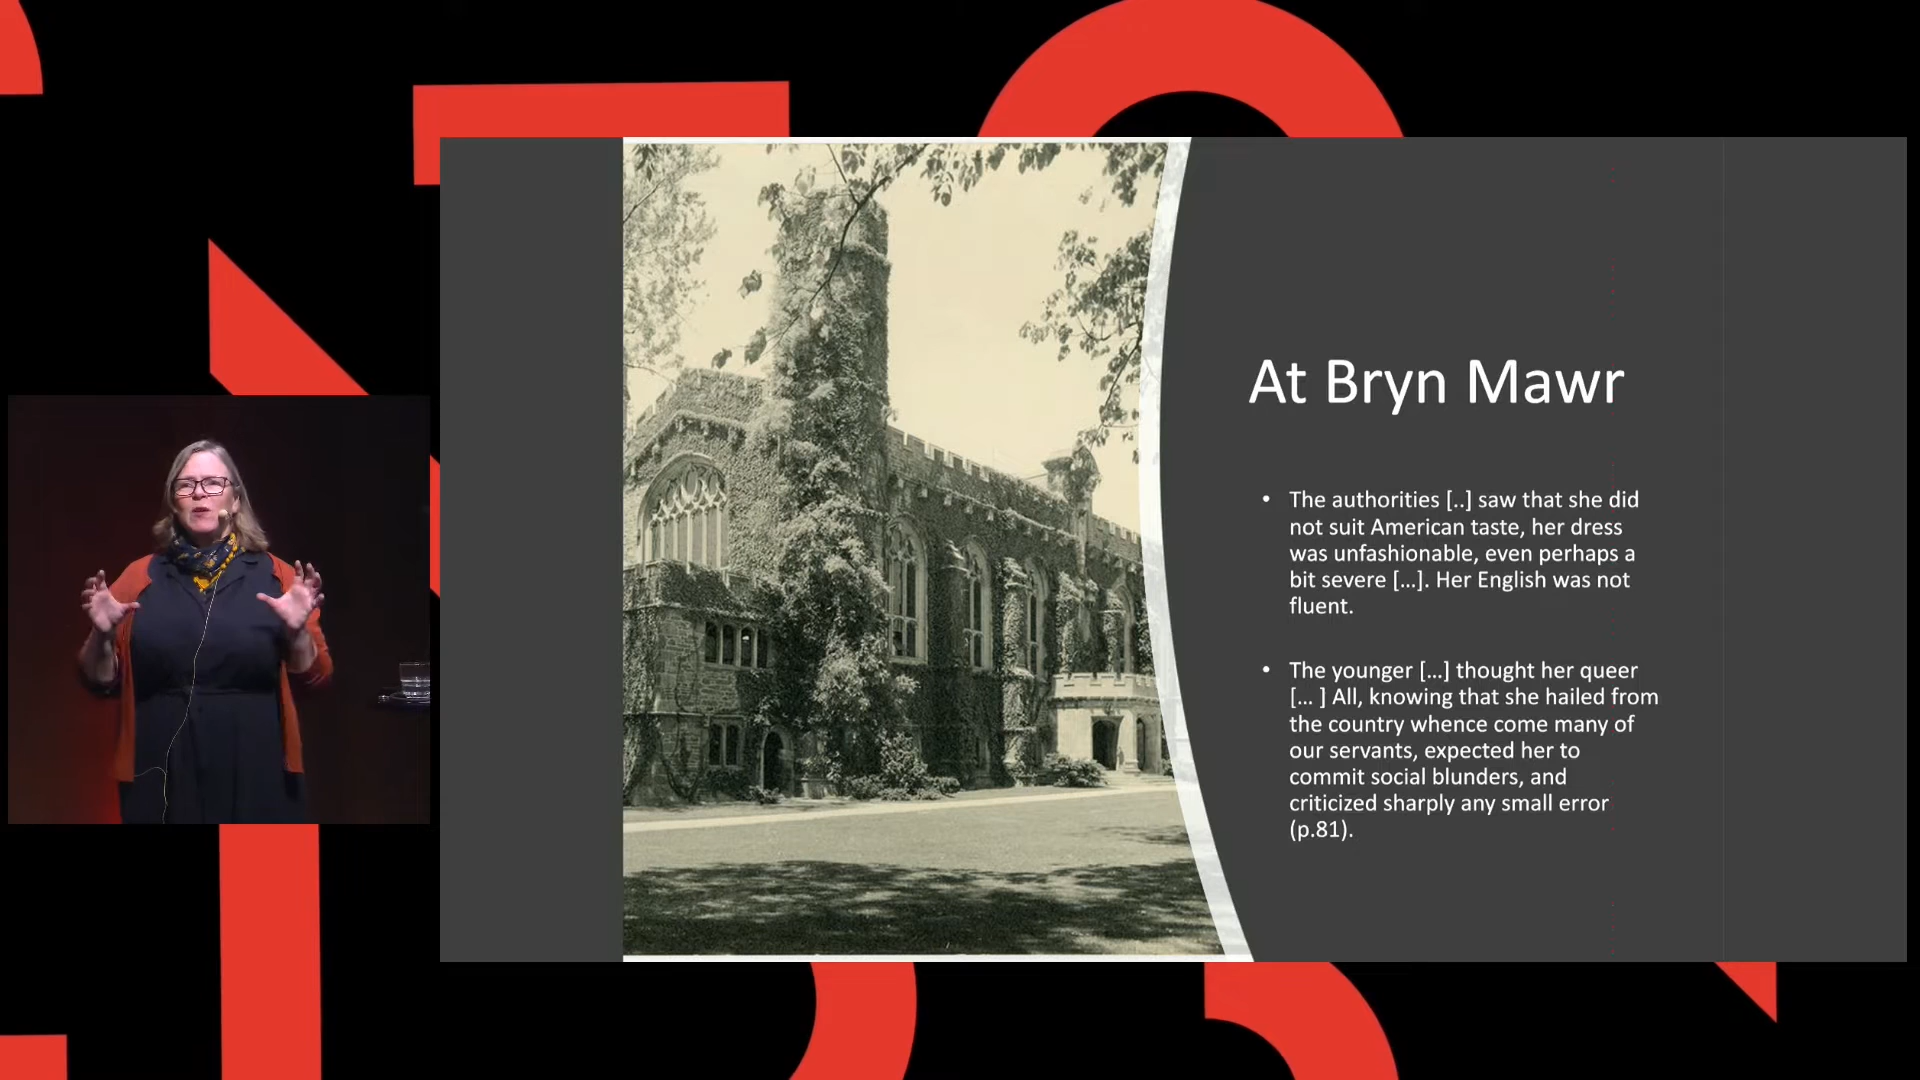 At Bryn Mawr
• The authorities [..] saw that she did
not suit American taste, her dress
was unfashionable, even perhaps a
bit severe [...]. Her English was not
fluent.
• The younger [...] thought her queer
[... ] All, knowing that she hailed from
the country whence come many of
our servants, expected her to
commit social blunders, and
criticized sharply any small error
(p.81).